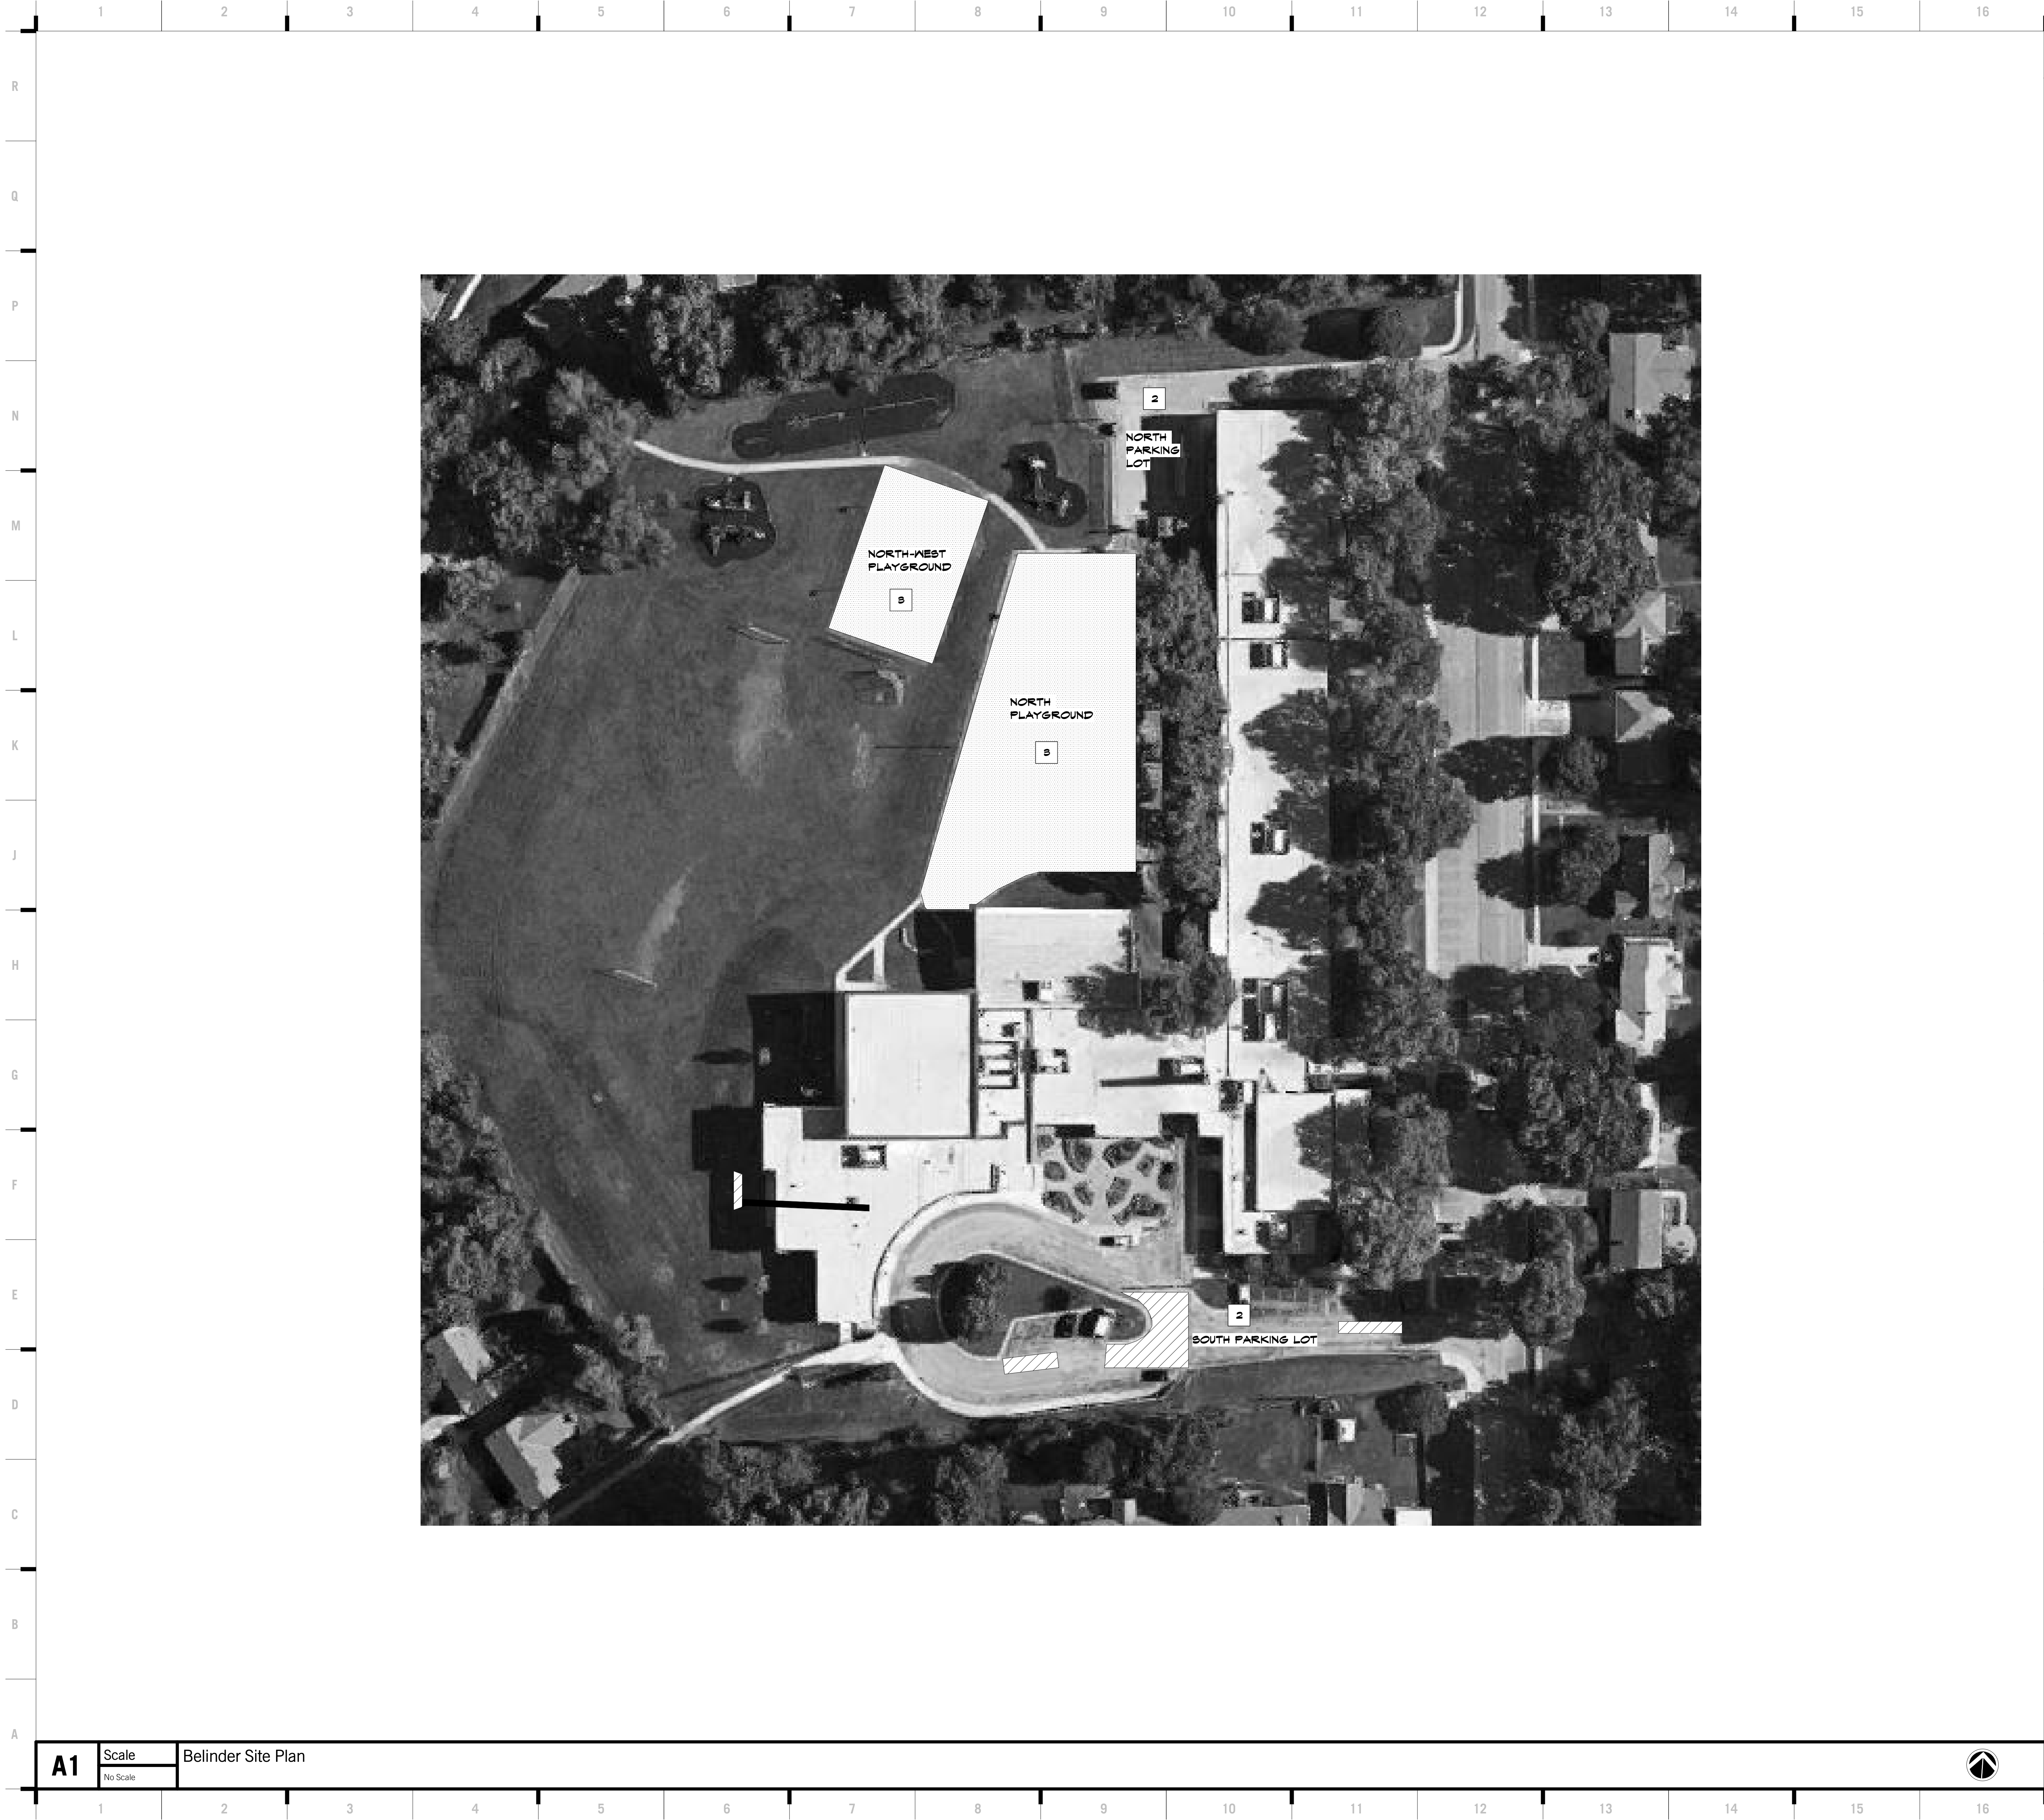 1 2 3 4 5 6 7 8 9 10 11 12 13 14 15 16
R
Q
P
N
M
L
K
J
H
G
F
E
D
C
B
A
2
NORTH
PARKING
LOT
NORTH-WEST
PLAYGROUND
3
NORTH
PLAYGROUND
3
2
SOUTH PARKING LOT
A1
Scale
No Scale
Belinder Site Plan
1 2 3 4 5 6 7 8 9 10 11 12 13 14 15 16